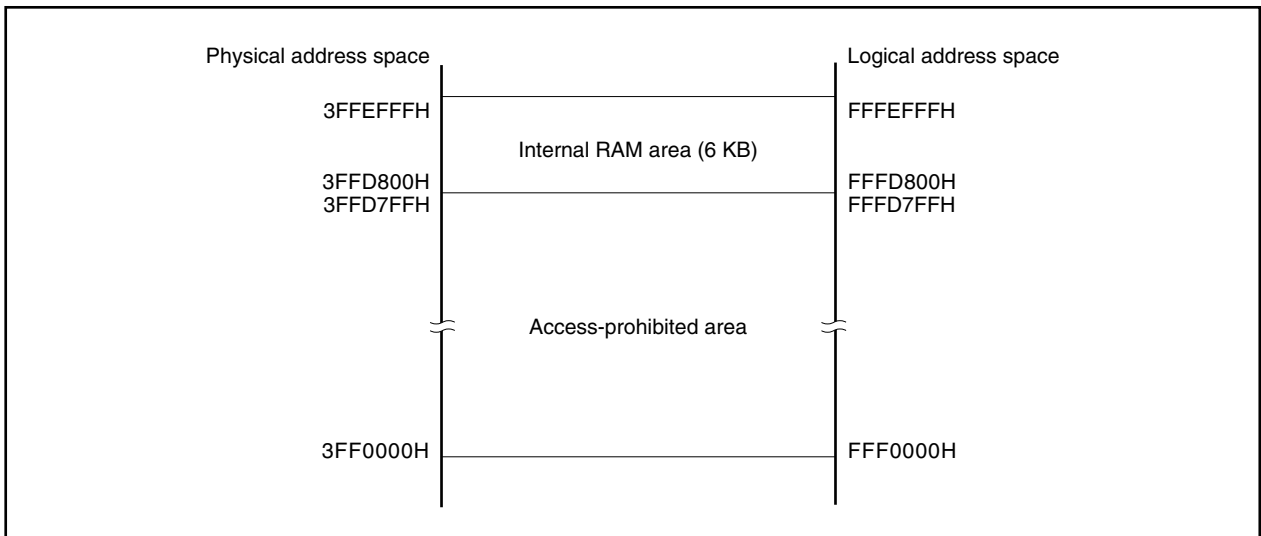 Physical address space
Logical address space
3FFEFFFH
FFFEFFFH
Internal RAM area (6 KB)
3FFD800H
FFFD800H
3FFD7FFH
FFFD7FFH
Access-prohibited area
3FF0000H
FFF0000H